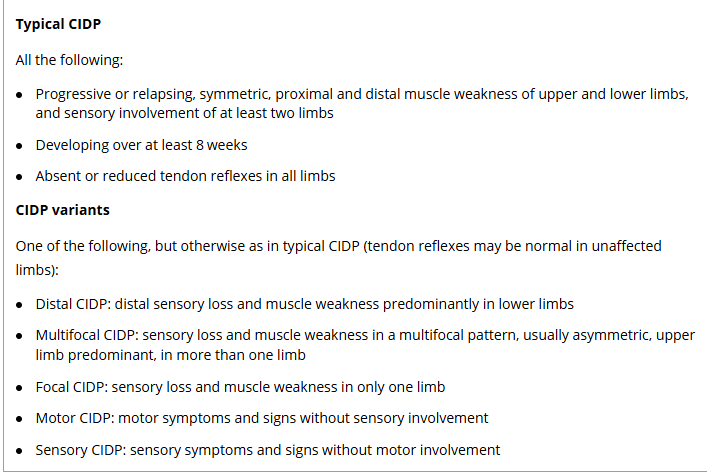 Typical CIDP
All the following:
● Progressive or relapsing, symmetric, proximal and distal muscle weakness of upper and lower limbs,
and sensory involvement of at least two limbs
● Developing over at least 8 weeks
● Absent or reduced tendon reflexes in all limbs
CIDP variants
One of the following, but otherwise as in typical CIDP (tendon reflexes may be normal in unaffected
limbs):
● Distal CIDP: distal sensory loss and muscle weakness predominantly in lower limbs
● Multifocal CIDP: sensory loss and muscle weakness in a multifocal pattern, usually asymmetric, upper
limb predominant, in more than one limb
● Focal CIDP: sensory loss and muscle weakness in only one limb
● Motor CIDP: motor symptoms and signs without sensory involvement
● Sensory CIDP: sensory symptoms and signs without motor involvement